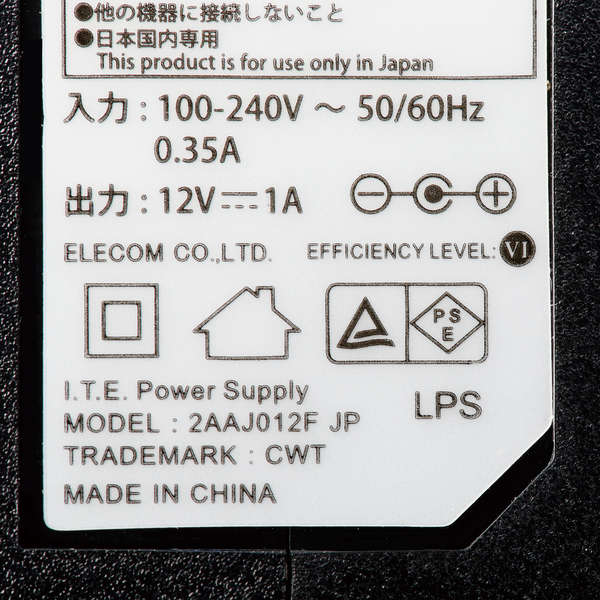 ●他の機器に接続しないこと
●日本国内専用
This product is for use only in Japan
入力 : 100-240V ～ 50/60Hz
0.35A
出力 : 12V⎓1A
ELECOM CO.,LTD. EFFICIENCY LEVEL: VI
PSE
I.T.E. Power Supply
LPS
MODEL : 2AAJ012F JP
TRADEMARK : CWT
MADE IN CHINA